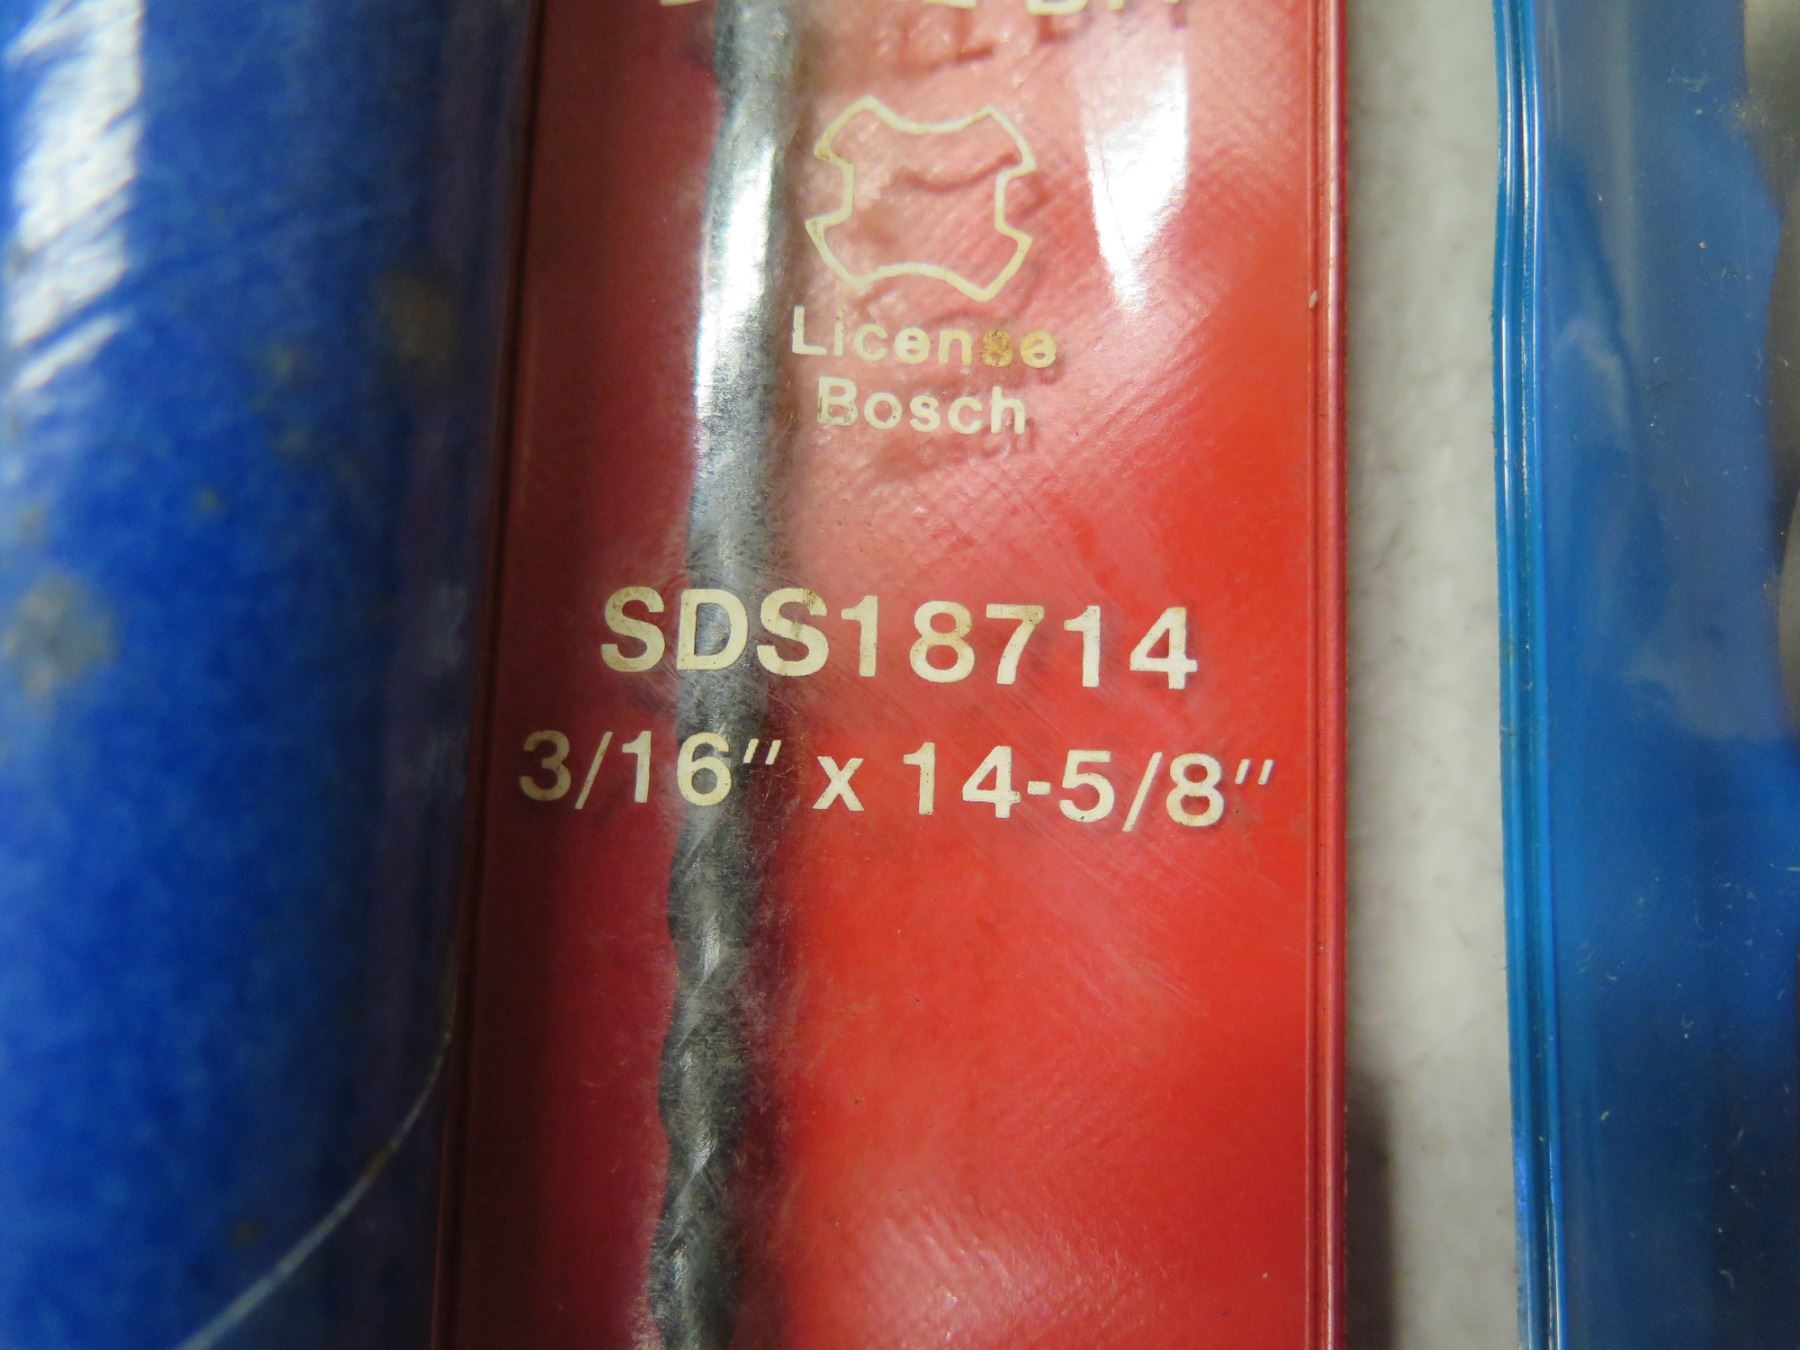 License
Bosch
SDS18714
3/16" x 14-5/8"